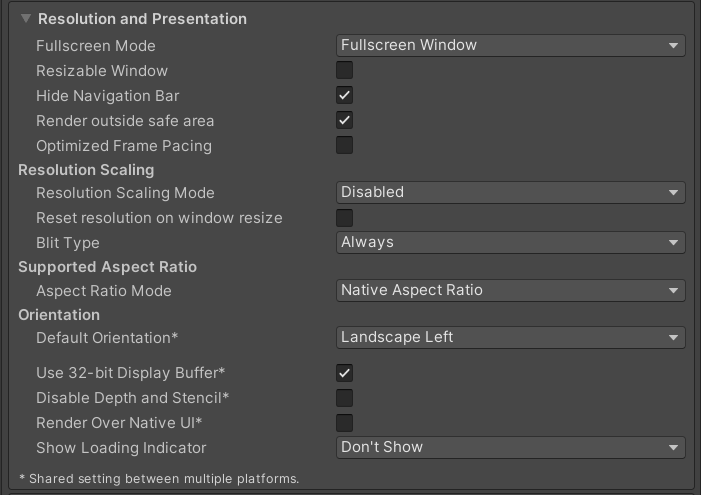 Resolution and Presentation
Fullscreen Mode Fullscreen Window
Resizable Window
Hide Navigation Bar
Render outside safe area
Optimized Frame Pacing
Resolution Scaling
Resolution Scaling Mode Disabled
Reset resolution on window resize
Blit Type Always
Supported Aspect Ratio
Aspect Ratio Mode Native Aspect Ratio
Orientation
Default Orientation* Landscape Left
Use 32-bit Display Buffer*
Disable Depth and Stencil*
Render Over Native UI*
Show Loading Indicator Don't Show
* Shared setting between multiple platforms.